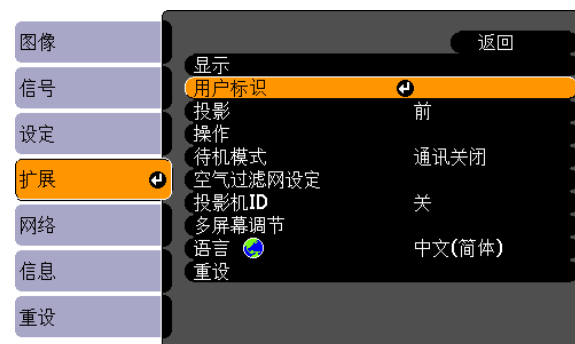 图像
信号
设定
扩展
网络
信息
重设
返回
显示
用户标识
投影 前
操作
待机模式 通讯关闭
空气过滤网设定
投影机ID 关
多屏幕调节
语言 中文(简体)
重设